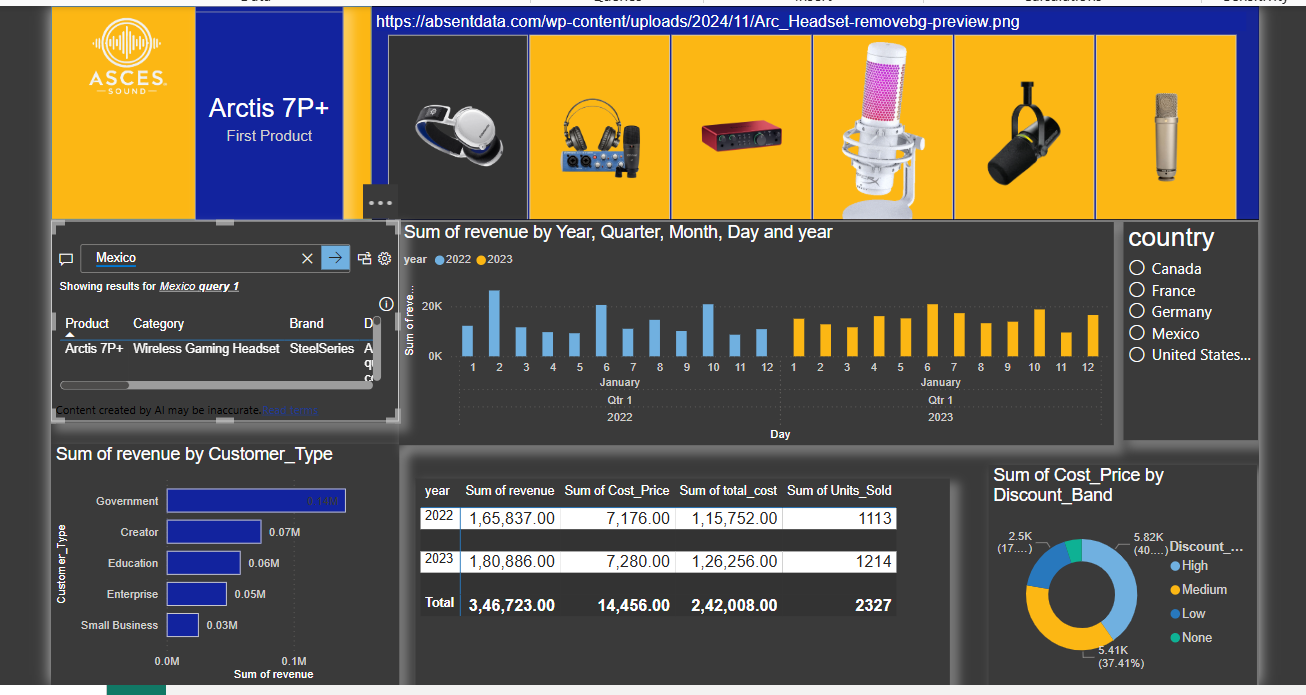 https://absentdata.com/wp-content/uploads/2024/11/Arc_Headset-removebg-preview.png
ASCES
SOUND
Arctis 7P+
First Product
Mexico
Showing results for Mexico query 1
Product Category Brand
Arctis 7P+ Wireless Gaming Headset SteelSeries
Content created by AI may be inaccurate.
Sum of revenue by Year, Quarter, Month, Day and year
year 2022 2023
Sum of reve...
20K
0K
1 2 3 4 5 6 7 8 9 10 11 12 1 2 3 4 5 6 7 8 9 10 11 12
January January
Qtr 1 Qtr 1
2022 2023
Day
country
Canada
France
Germany
Mexico
United States...
Sum of revenue by Customer_Type
Customer_Type
Government 0.14M
Creator 0.07M
Education 0.06M
Enterprise 0.05M
Small Business 0.03M
0.0M 0.1M
Sum of revenue
year Sum of revenue Sum of Cost_Price Sum of total_cost Sum of Units_Sold
2022 1,65,837.00 7,176.00 1,15,752.00 1113
2023 1,80,886.00 7,280.00 1,26,256.00 1214
Total 3,46,723.00 14,456.00 2,42,008.00 2327
Sum of Cost_Price by
Discount_Band
2.5K
(17....)
5.82K
(40....)
5.41K
(37.41%)
Discount_...
High
Medium
Low
None